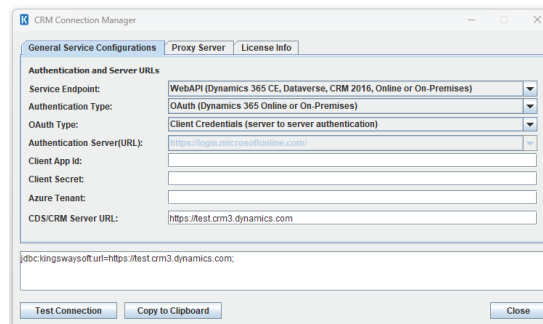 CRM Connection Manager
General Service Configurations Proxy Server License Info
Authentication and Server URLs
Service Endpoint: WebAPI (Dynamics 365 CE, Dataverse, CRM 2016, Online or On-Premises)
Authentication Type: OAuth (Dynamics 365 Online or On-Premises)
OAuth Type: Client Credentials (server to server authentication)
Authentication Server(URL): https://login.microsoftonline.com/
Client App Id:
Client Secret:
Azure Tenant:
CDS/CRM Server URL: https://test.crm3.dynamics.com
jdbc:kingswaysoft:url=https://test.crm3.dynamics.com;
Test Connection Copy to Clipboard Close